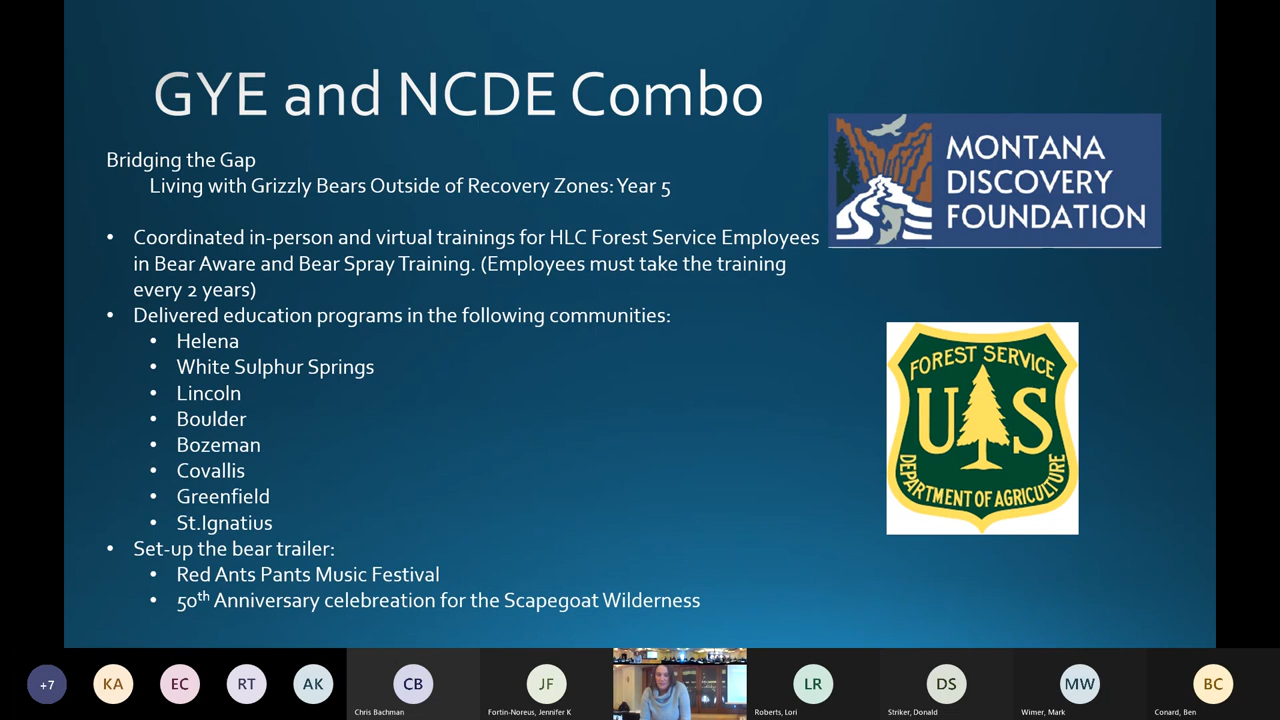 GYE and NCDE Combo
Bridging the Gap
Living with Grizzly Bears Outside of Recovery Zones: Year 5
• Coordinated in-person and virtual trainings for HLC Forest Service Employees
in Bear Aware and Bear Spray Training. (Employees must take the training
every 2 years)
• Delivered education programs in the following communities:
• Helena
• White Sulphur Springs
• Lincoln
• Boulder
• Bozeman
• Covallis
• Greenfield
• St.Ignatius
• Set-up the bear trailer:
• Red Ants Pants Music Festival
• 50th Anniversary celebreation for the Scapegoat Wilderness
MONTANA
DISCOVERY
FOUNDATION
FOREST SERVICE
U S
DEPARTMENT OF AGRICULTURE
+7
KA
EC
RT
AK
CB
Chris Bachman
JF
Fortin-Noreus, Jennifer K
LR
Roberts, Lori
DS
Striker, Donald
MW
Wimer, Mark
BC
Conard, Ben